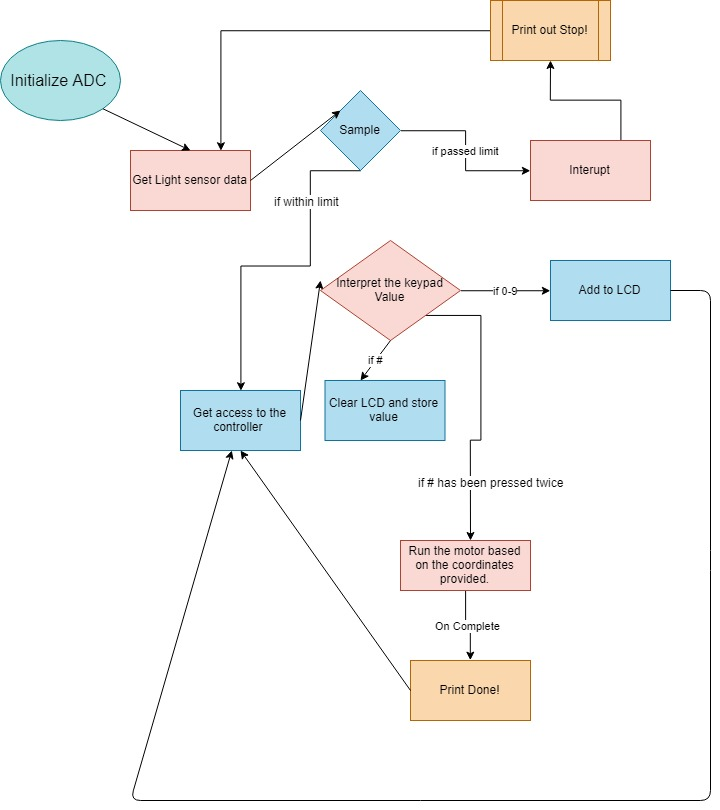 Print out Stop!
Initialize ADC
Sample
if passed limit
Get Light sensor data
Interupt
if within limit
Interpret the keypad
Value
if 0-9
Add to LCD
if #
Clear LCD and store
value
Get access to the
controller
if # has been pressed twice
Run the motor based
on the coordinates
provided.
On Complete
Print Done!